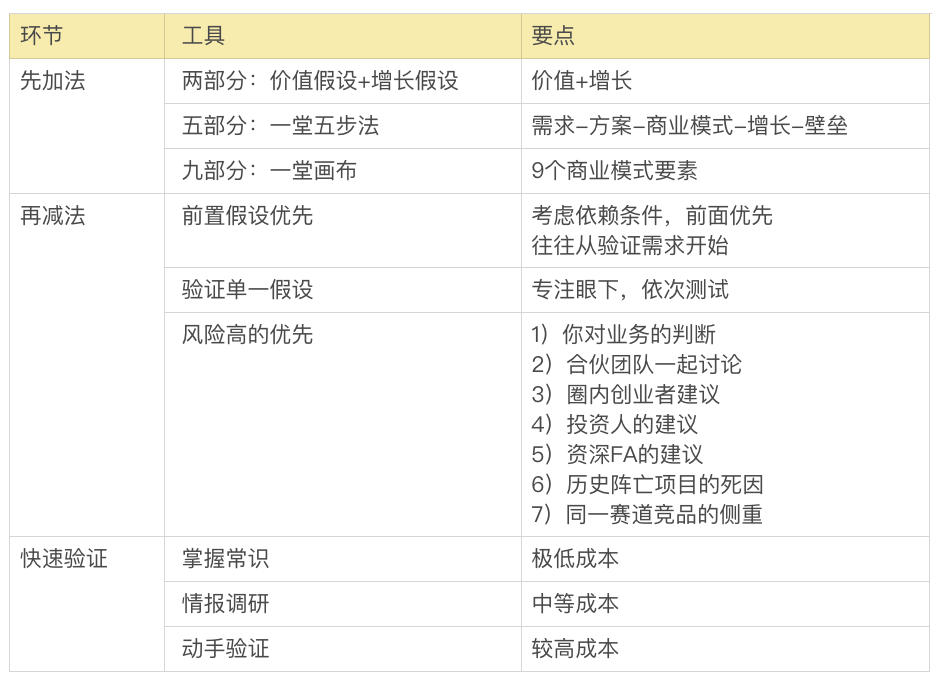 环节 工具 要点
先加法 两部分：价值假设+增长假设 价值+增长
五部分：一堂五步法 需求–方案–商业模式–增长–壁垒
九部分：一堂画布 9个商业模式要素
再减法 前置假设优先 考虑依赖条件，前面优先
往往从验证需求开始
验证单一假设 专注眼下，依次测试
风险高的优先 1）你对业务的判断
2）合伙团队一起讨论
3）圈内创业者建议
4）投资人的建议
5）资深FA的建议
6）历史阵亡项目的死因
7）同一赛道竞品的侧重
快速验证 掌握常识 极低成本
情报调研 中等成本
动手验证 较高成本